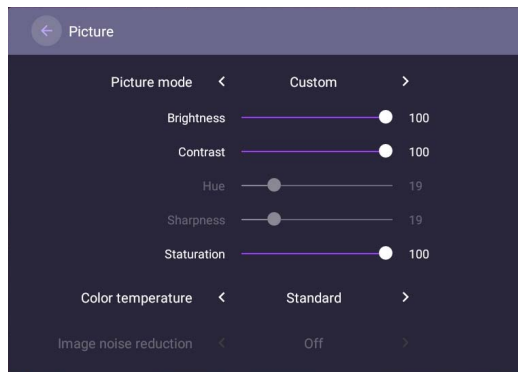 Picture
Picture mode < Custom >
Brightness 100
Contrast 100
Hue 19
Sharpness 19
Staturation 100
Color temperature < Standard >
Image noise reduction < Off >